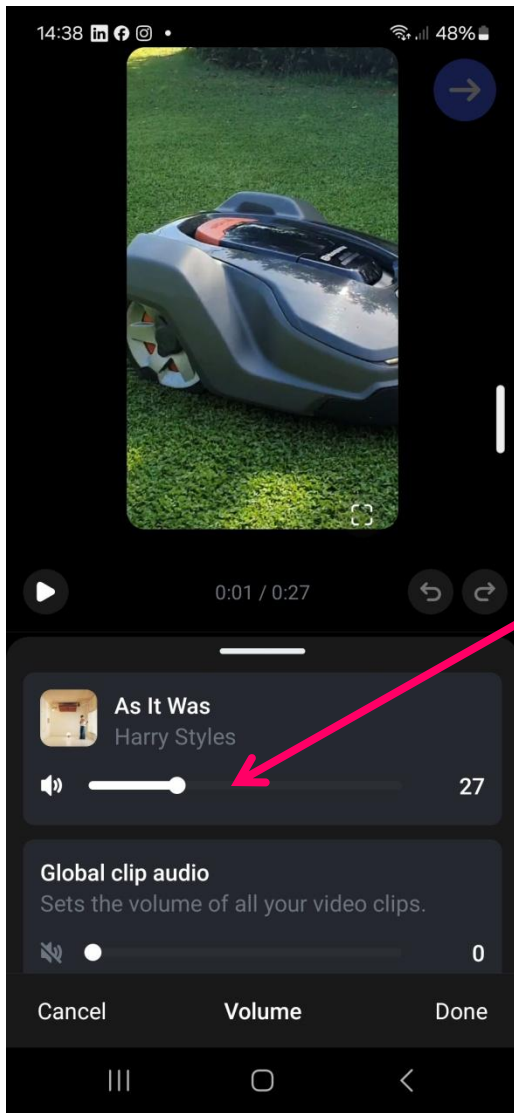 14:38 48%
0:01 / 0:27
As It Was
Harry Styles
27
Global clip audio
Sets the volume of all your video clips.
0
Cancel Volume Done